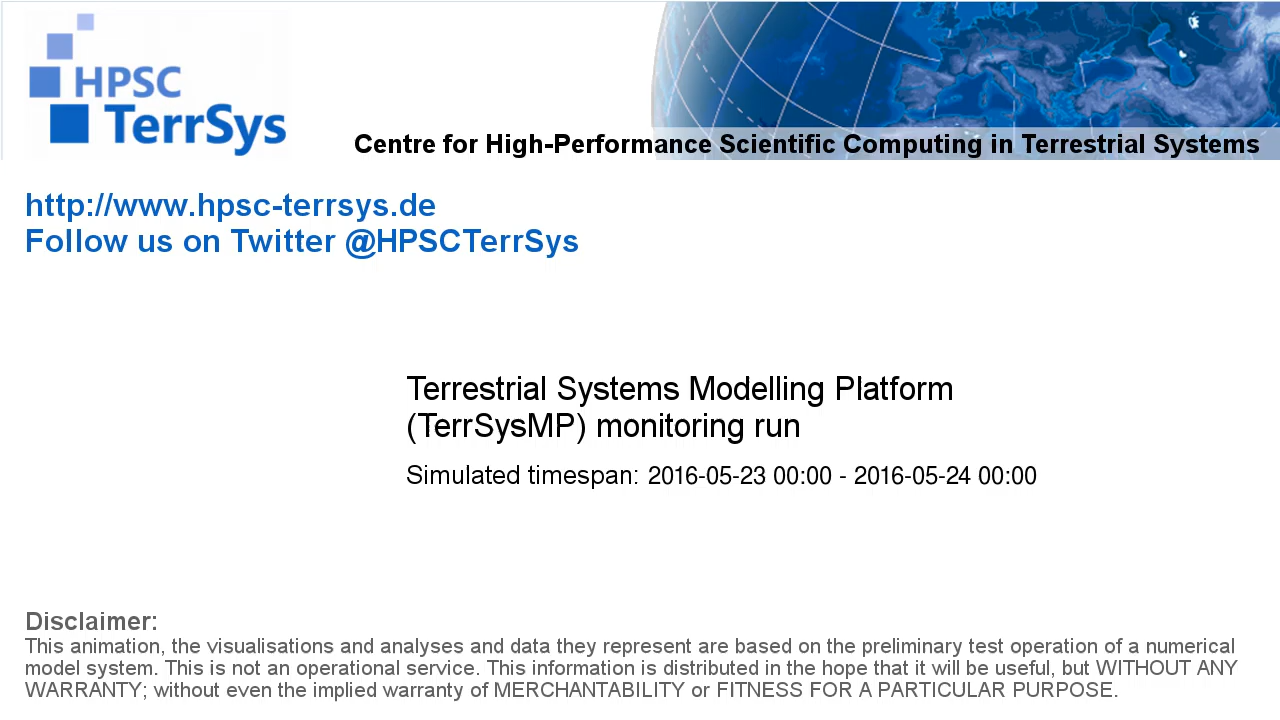 HPSC
TerrSys
Centre for High-Performance Scientific Computing in Terrestrial Systems
http://www.hpsc-terrsys.de
Follow us on Twitter @HPSCTerrSys
Terrestrial Systems Modelling Platform
(TerrSysMP) monitoring run
Simulated timespan: 2016-05-23 00:00 - 2016-05-24 00:00
Disclaimer:
This animation, the visualisations and analyses and data they represent are based on the preliminary test operation of a numerical
model system. This is not an operational service. This information is distributed in the hope that it will be useful, but WITHOUT ANY
WARRANTY; without even the implied warranty of MERCHANTABILITY or FITNESS FOR A PARTICULAR PURPOSE.